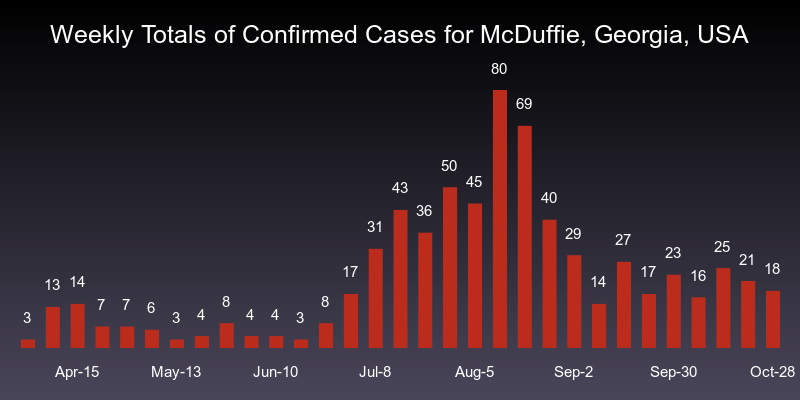 Weekly Totals of Confirmed Cases for McDuffie, Georgia, USA
3 13 14 7 7 6 3 4 8 4 4 3 8 17 31 43 36 50 45 80 69 40 29 14 27 17 23 16 25 21 18
Apr-15 May-13 Jun-10 Jul-8 Aug-5 Sep-2 Sep-30 Oct-28